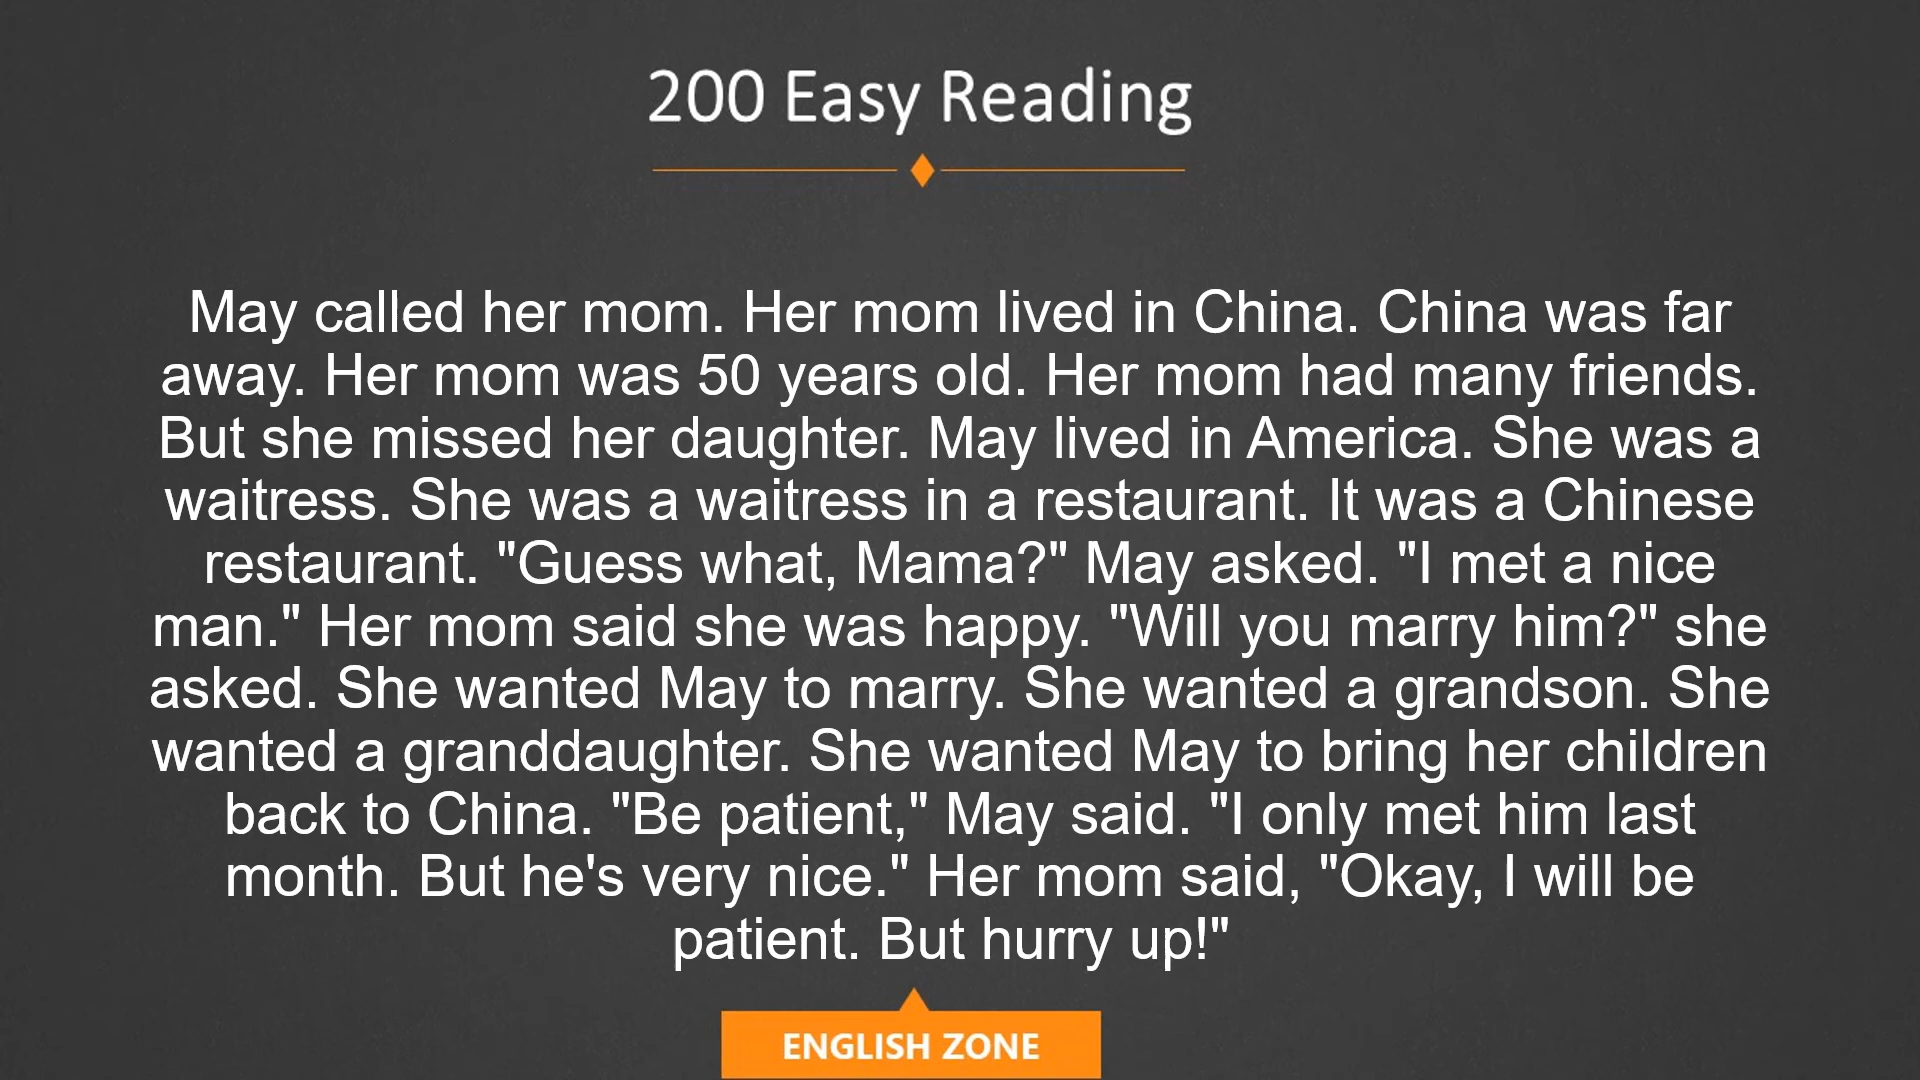 200 Easy Reading
May called her mom. Her mom lived in China. China was far
away. Her mom was 50 years old. Her mom had many friends.
But she missed her daughter. May lived in America. She was a
waitress. She was a waitress in a restaurant. It was a Chinese
restaurant. "Guess what, Mama?" May asked. "I met a nice
man." Her mom said she was happy. "Will you marry him?" she
asked. She wanted May to marry. She wanted a grandson. She
wanted a granddaughter. She wanted May to bring her children
back to China. "Be patient," May said. "I only met him last
month. But he's very nice." Her mom said, "Okay, I will be
patient. But hurry up!"
ENGLISH ZONE